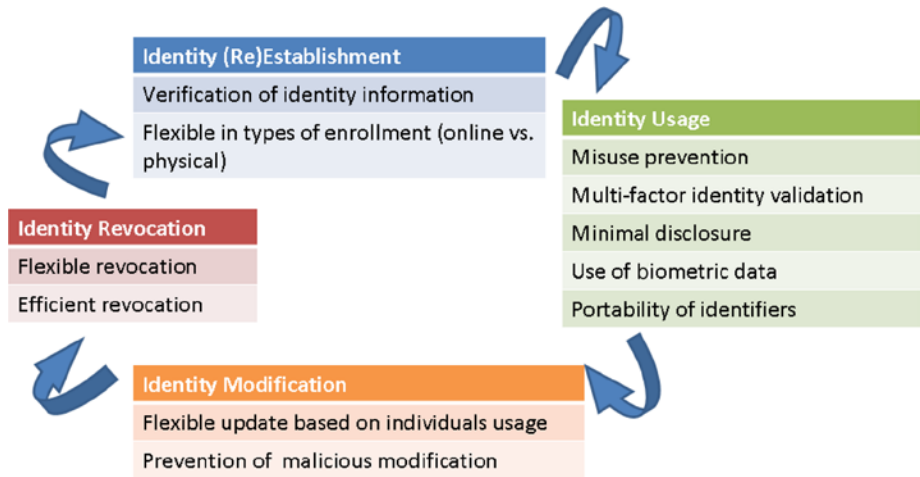 Identity (Re)Establishment
Verification of identity information
Flexible in types of enrollment (online vs.
physical)
Identity Usage
Misuse prevention
Multi-factor identity validation
Minimal disclosure
Use of biometric data
Portability of identifiers
Identity Revocation
Flexible revocation
Efficient revocation
Identity Modification
Flexible update based on individuals usage
Prevention of malicious modification